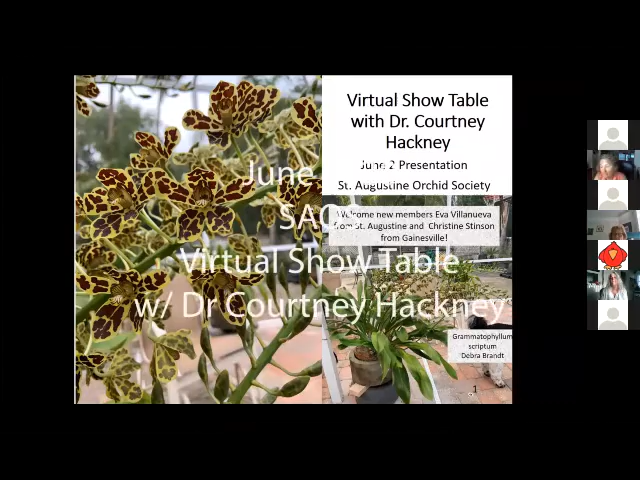 Virtual Show Table
with Dr. Courtney
Hackney
June 2 Presentation
St. Augustine Orchid Society
Welcome new members Eva Villanueva
from St. Augustine and Christine Stinson
from Gainesville!
June
SAOS
Virtual Show Table
w/ Dr Courtney Hackney
Grammatophyllum
scriptum
Debra Brandt
1